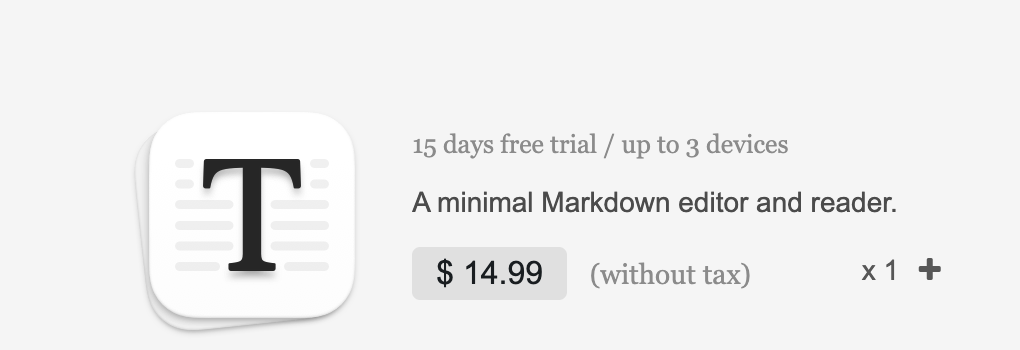 T
15 days free trial / up to 3 devices
A minimal Markdown editor and reader.
$ 14.99 (without tax) x 1 +